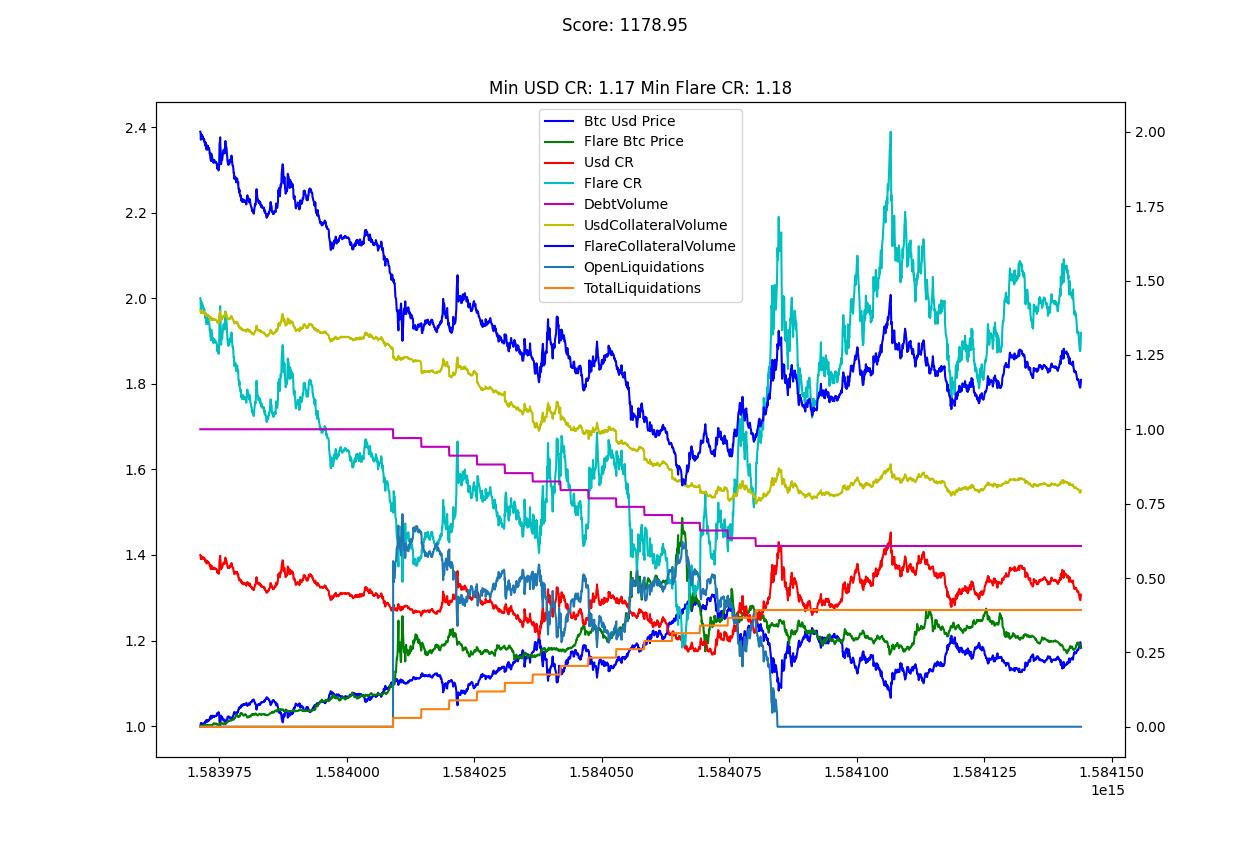 Score: 1178.95
Min USD CR: 1.17 Min Flare CR: 1.18
2.4
2.2
2.0
1.8
1.6
1.4
1.2
1.0
Btc Usd Price
Flare Btc Price
Usd CR
Flare CR
DebtVolume
UsdCollateralVolume
FlareCollateralVolume
OpenLiquidations
TotalLiquidations
2.00
1.75
1.50
1.25
1.00
0.75
0.50
0.25
0.00
1.583975 1.584000 1.584025 1.584050 1.584075 1.584100 1.584125 1.584150
1e15